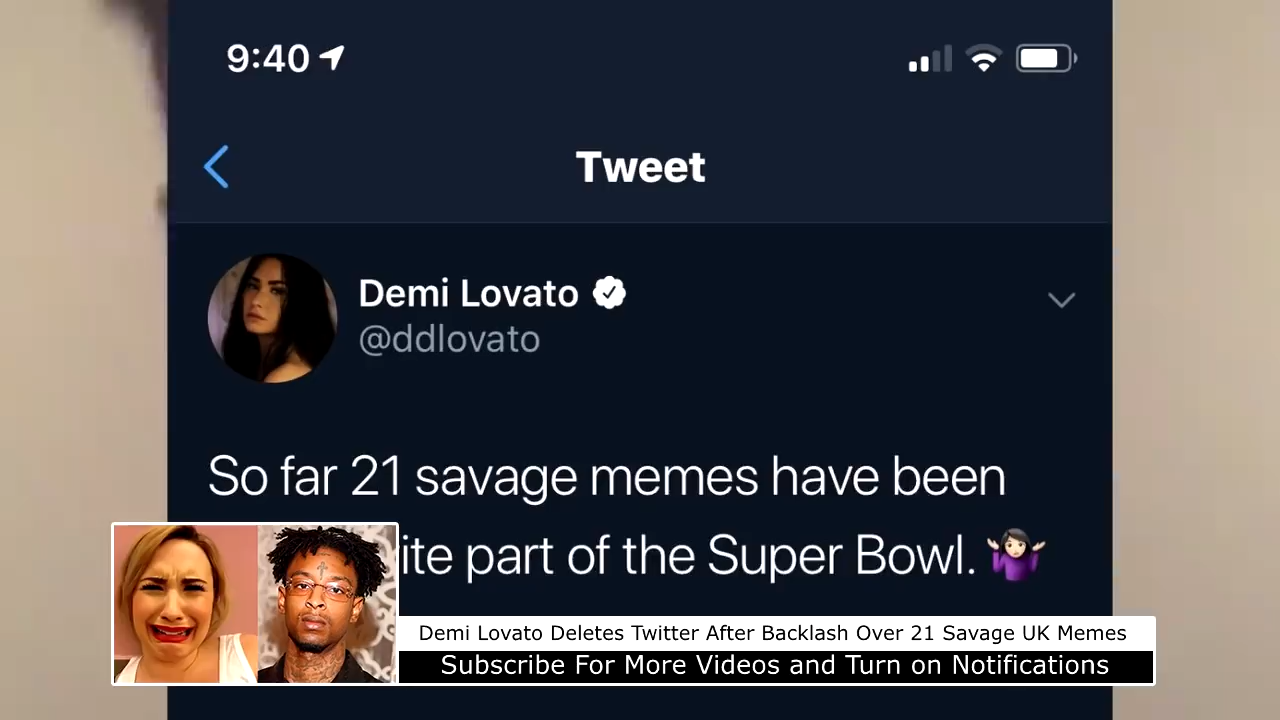 9:40
Tweet
Demi Lovato
@ddlovato
So far 21 savage memes have been
ite part of the Super Bowl. 🤷🏻‍♀️
Demi Lovato Deletes Twitter After Backlash Over 21 Savage UK Memes
Subscribe For More Videos and Turn on Notifications